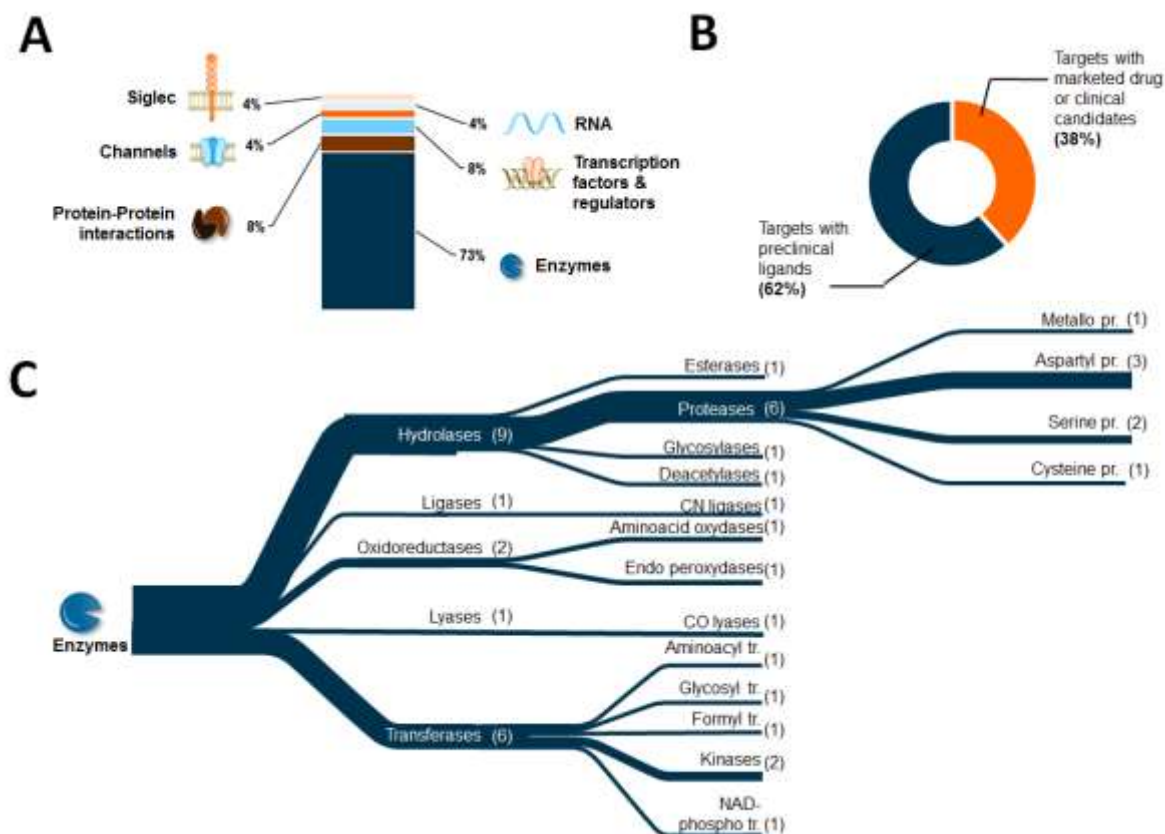 A
Siglec
4%
4%
RNA
Channels
4%
8%
Transcription
factors &
regulators
Protein-Protein
interactions
8%
73%
Enzymes
B
Targets with
marketed drug
or clinical
candidates
(38%)
Targets with
preclinical
ligands
(62%)
C
Metallo pr. (1)
Esterases (1)
Aspartyl pr. (3)
Proteases (6)
Hydrolases (9)
Serine pr. (2)
Glycosylases (1)
Cysteine pr. (1)
Deacetylases (1)
Ligases (1)
CN ligases (1)
Aminoacid oxydases (1)
Oxidoreductases (2)
Endo peroxydases (1)
Lyases (1)
CO lyases (1)
Enzymes
Aminoacyl tr. (1)
Glycosyl tr. (1)
Formyl tr. (1)
Transferases (6)
Kinases (2)
NAD-
phospho tr. (1)